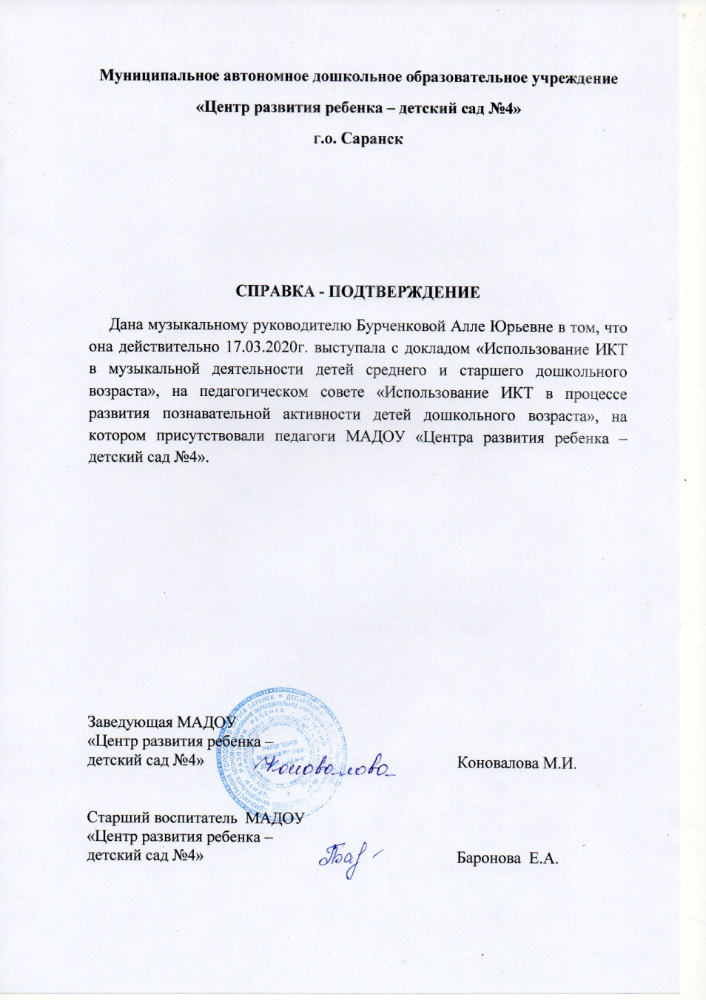 Муниципальное автономное дошкольное образовательное учреждение
«Центр развития ребенка – детский сад №4»
г.о. Саранск
СПРАВКА - ПОДТВЕРЖДЕНИЕ
Дана музыкальному руководителю Бурченковой Алле Юрьевне в том, что
она действительно 17.03.2020г. выступала с докладом «Использование ИКТ
в музыкальной деятельности детей среднего и старшего дошкольного
возраста», на педагогическом совете «Использование ИКТ в процессе
развития познавательной активности детей дошкольного возраста», на
котором присутствовали педагоги МАДОУ «Центра развития ребенка –
детский сад №4».
Заведующая МАДОУ
«Центр развития ребенка –
детский сад №4» Коновалова Коновалова М.И.
Старший воспитатель  МАДОУ
«Центр развития ребенка –
детский сад №4» Бар Баронова  Е.А.